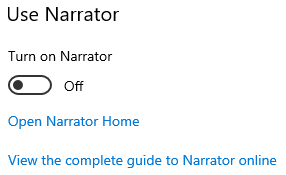 Use Narrator
Turn on Narrator
Off
Open Narrator Home
View the complete guide to Narrator online